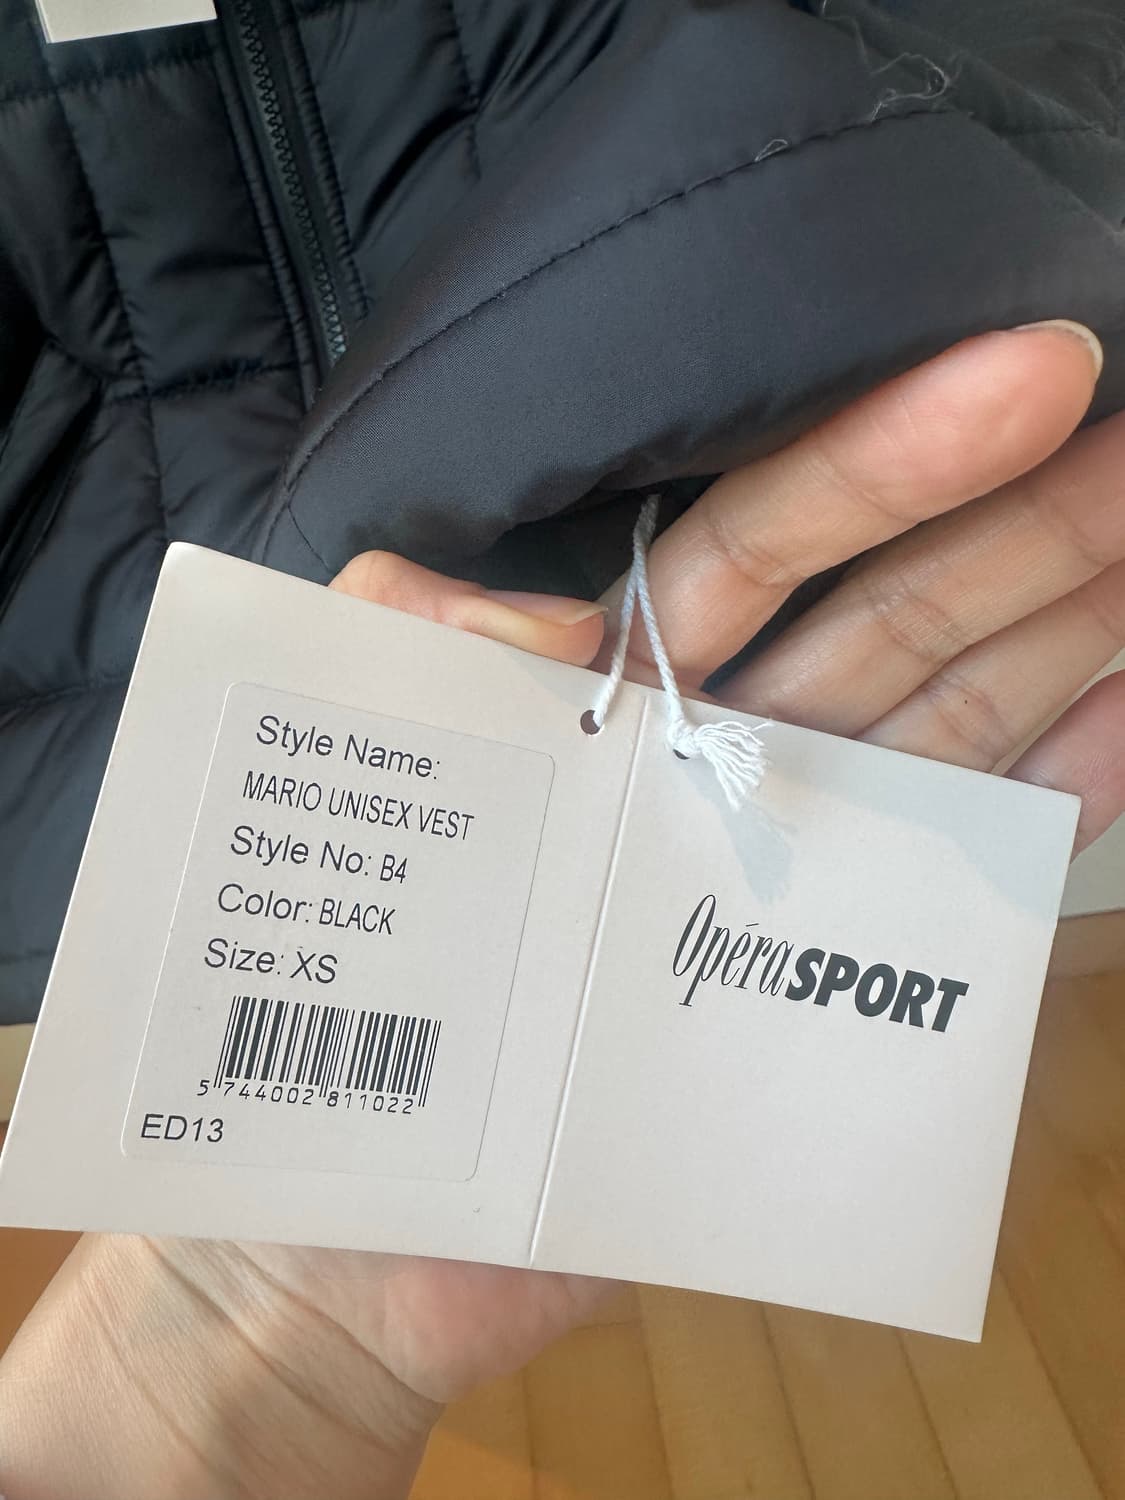 Style Name:
MARIO UNISEX VEST
Style No: B4
Color: BLACK
Size: XS
5 744002 811022
ED13
OpéraSPORT